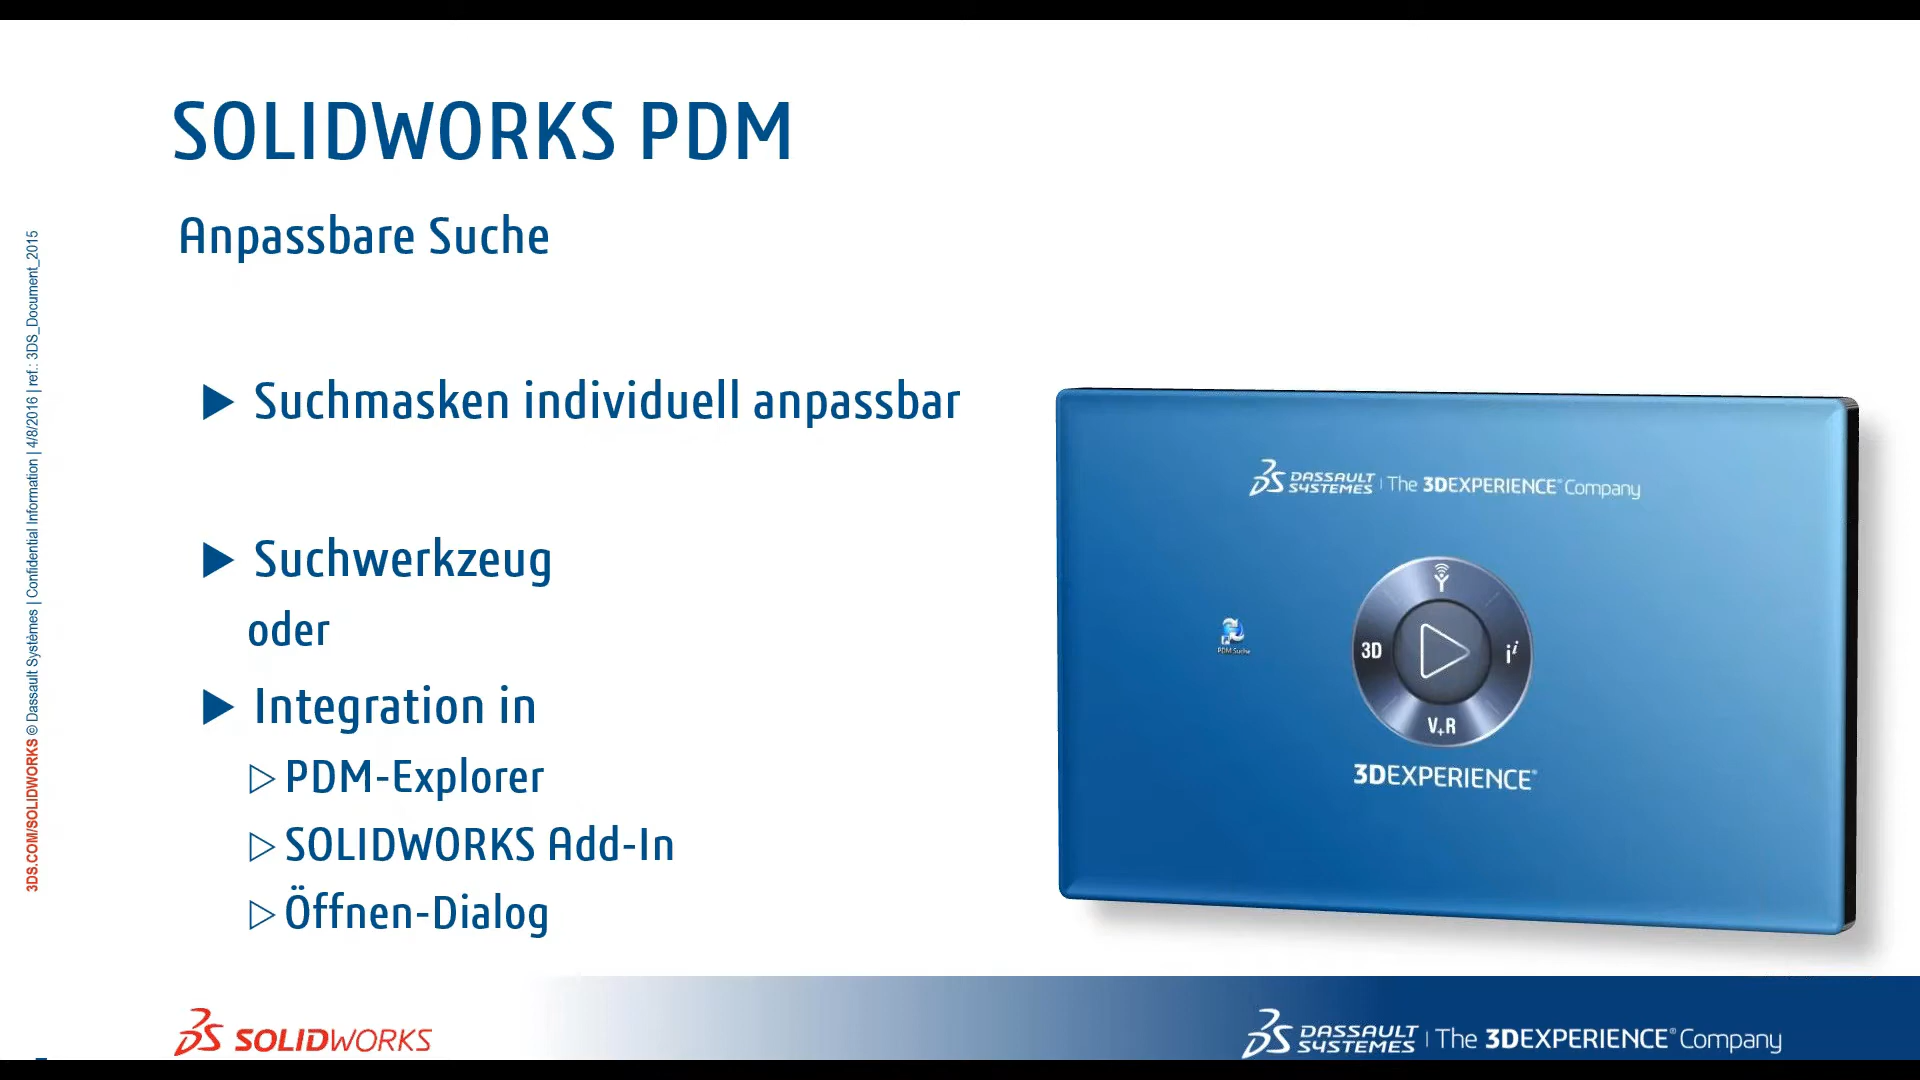 SOLIDWORKS PDM
Anpassbare Suche
▶ Suchmasken individuell anpassbar
▶ Suchwerkzeug
oder
▶ Integration in
▷ PDM-Explorer
▷ SOLIDWORKS Add-In
▷ Öffnen-Dialog
3DS.COM/SOLIDWORKS © Dassault Systèmes | Confidential Information | 4/8/2016 | ref.: 3DS_Document_2015
DASSAULT SYSTEMES | The 3DEXPERIENCE® Company
PDM Suche
3D
i i
V+R
3DEXPERIENCE®
SOLIDWORKS
DASSAULT SYSTEMES | The 3DEXPERIENCE® Company